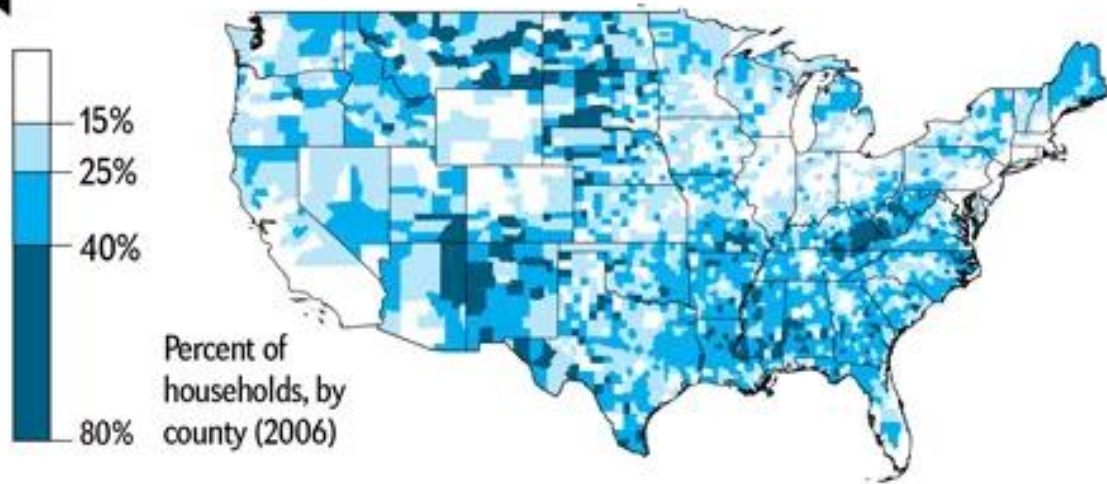 15%
25%
40%
80%
Percent of
households, by
county (2006)